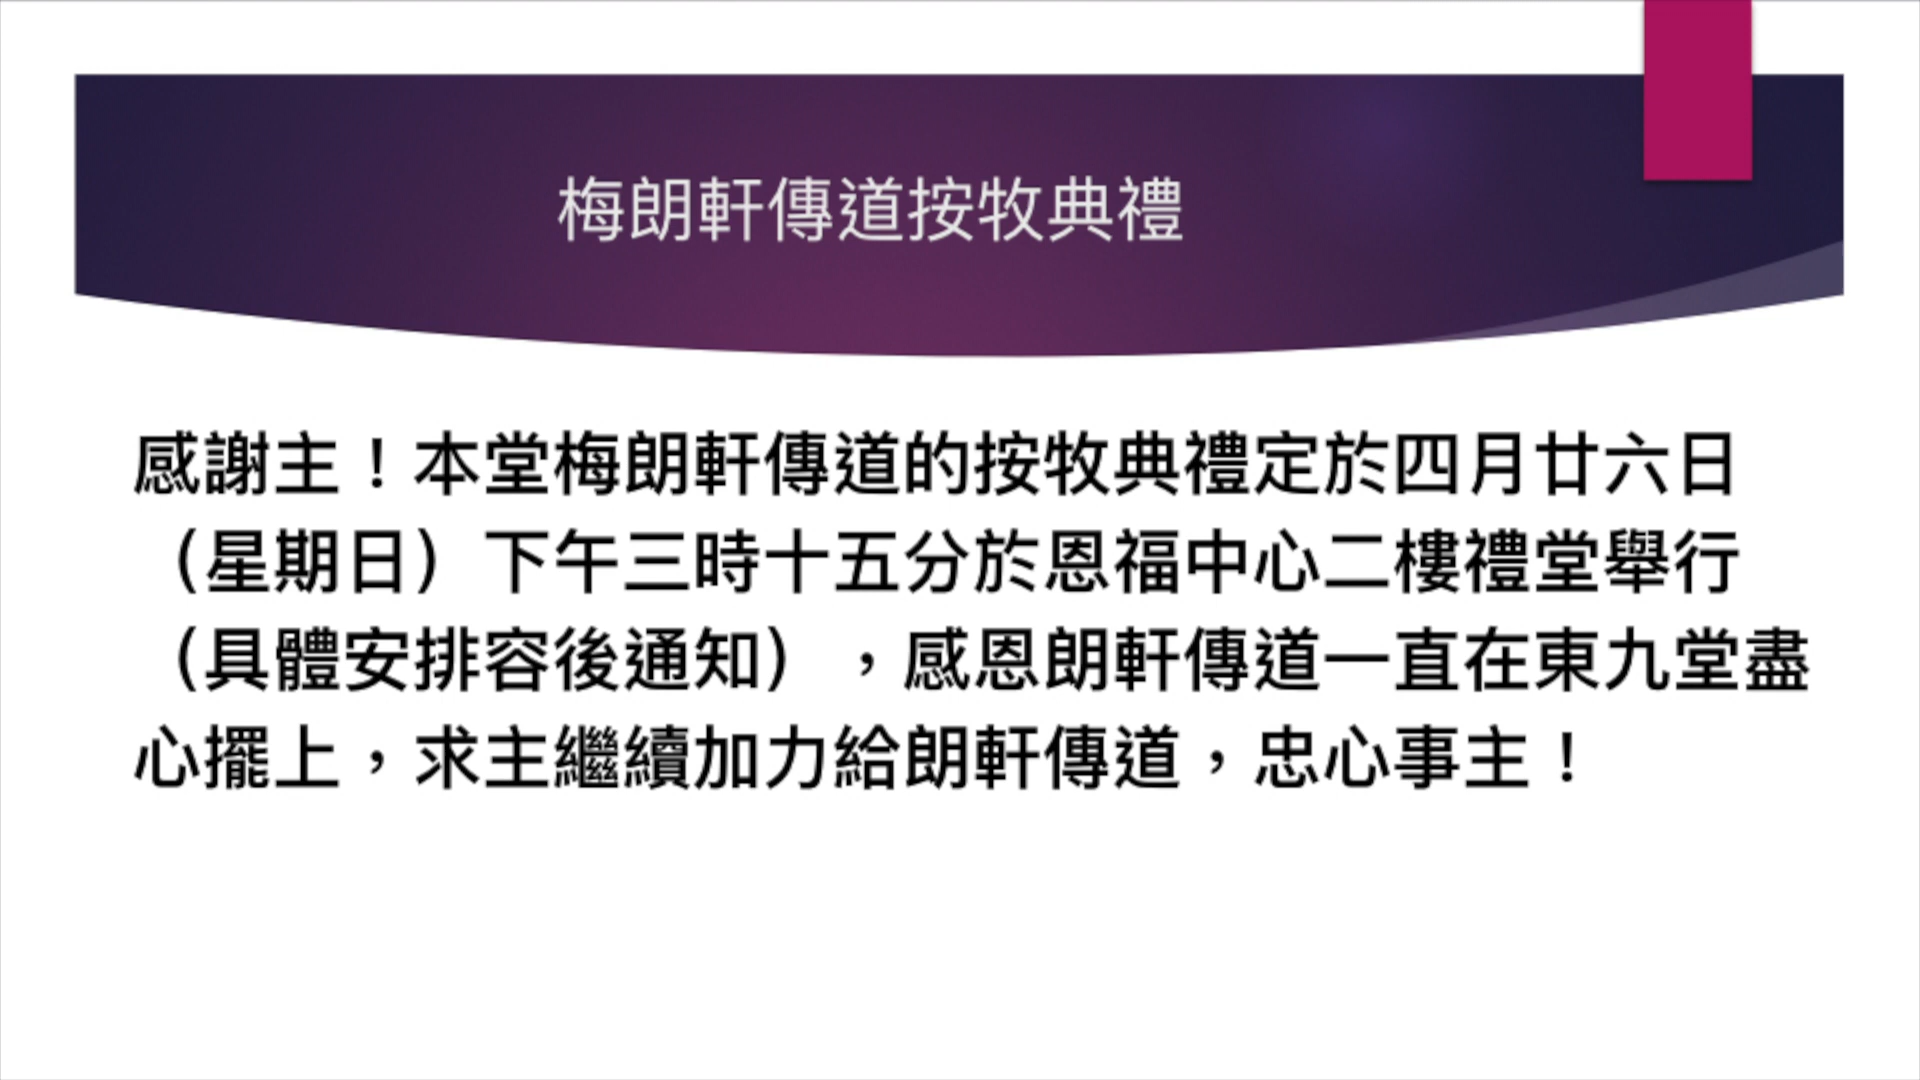 梅朗軒傳道按牧典禮
感謝主！本堂梅朗軒傳道的按牧典禮定於四月廿六日
（星期日）下午三時十五分於恩福中心二樓禮堂舉行
（具體安排容後通知），感恩朗軒傳道一直在東九堂盡
心擺上，求主繼續加力給朗軒傳道，忠心事主！